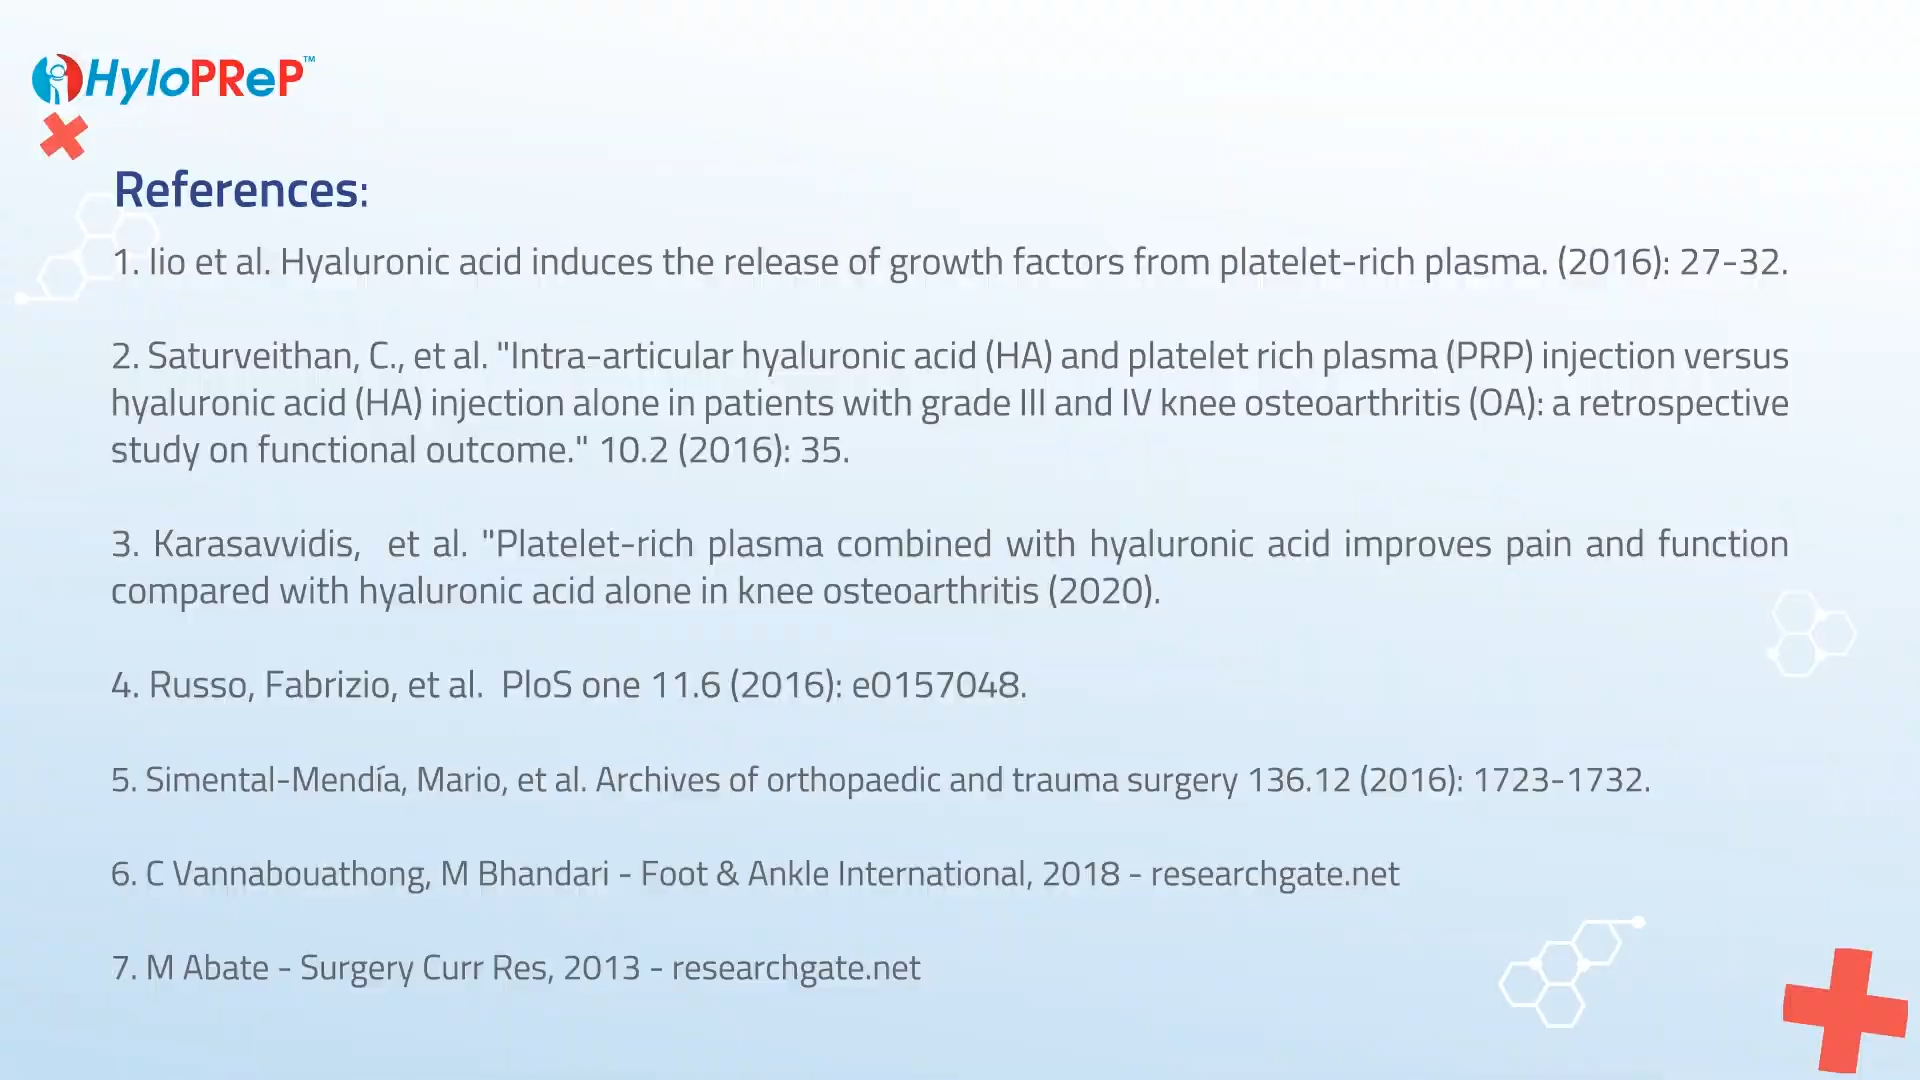 HyloPReP™
References:
1. Iio et al. Hyaluronic acid induces the release of growth factors from platelet-rich plasma. (2016): 27-32.
2. Saturveithan, C., et al. "Intra-articular hyaluronic acid (HA) and platelet rich plasma (PRP) injection versus
hyaluronic acid (HA) injection alone in patients with grade III and IV knee osteoarthritis (OA): a retrospective
study on functional outcome." 10.2 (2016): 35.
3. Karasavvidis, et al. "Platelet-rich plasma combined with hyaluronic acid improves pain and function
compared with hyaluronic acid alone in knee osteoarthritis (2020).
4. Russo, Fabrizio, et al. PloS one 11.6 (2016): e0157048.
5. Simental-Mendía, Mario, et al. Archives of orthopaedic and trauma surgery 136.12 (2016): 1723-1732.
6. C Vannabouathong, M Bhandari - Foot & Ankle International, 2018 - researchgate.net
7. M Abate - Surgery Curr Res, 2013 - researchgate.net